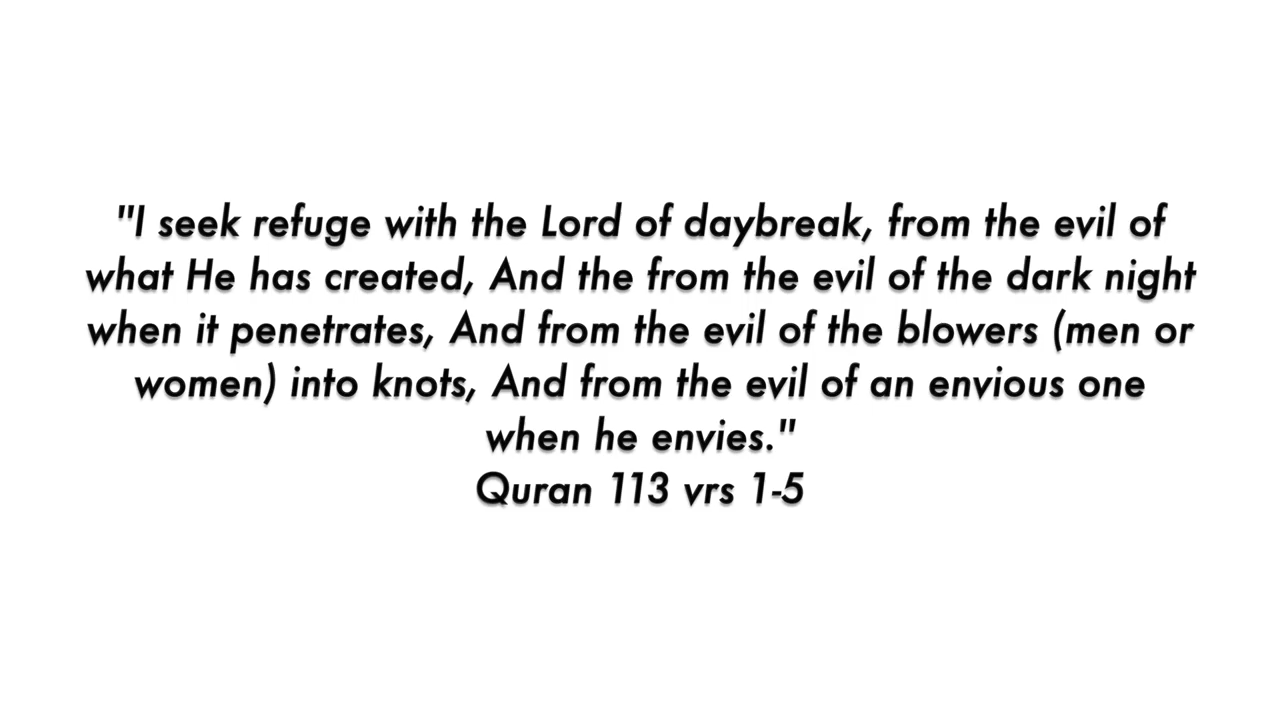 "I seek refuge with the Lord of daybreak, from the evil of
what He has created, And the from the evil of the dark night
when it penetrates, And from the evil of the blowers (men or
women) into knots, And from the evil of an envious one
when he envies."
Quran 113 vrs 1-5